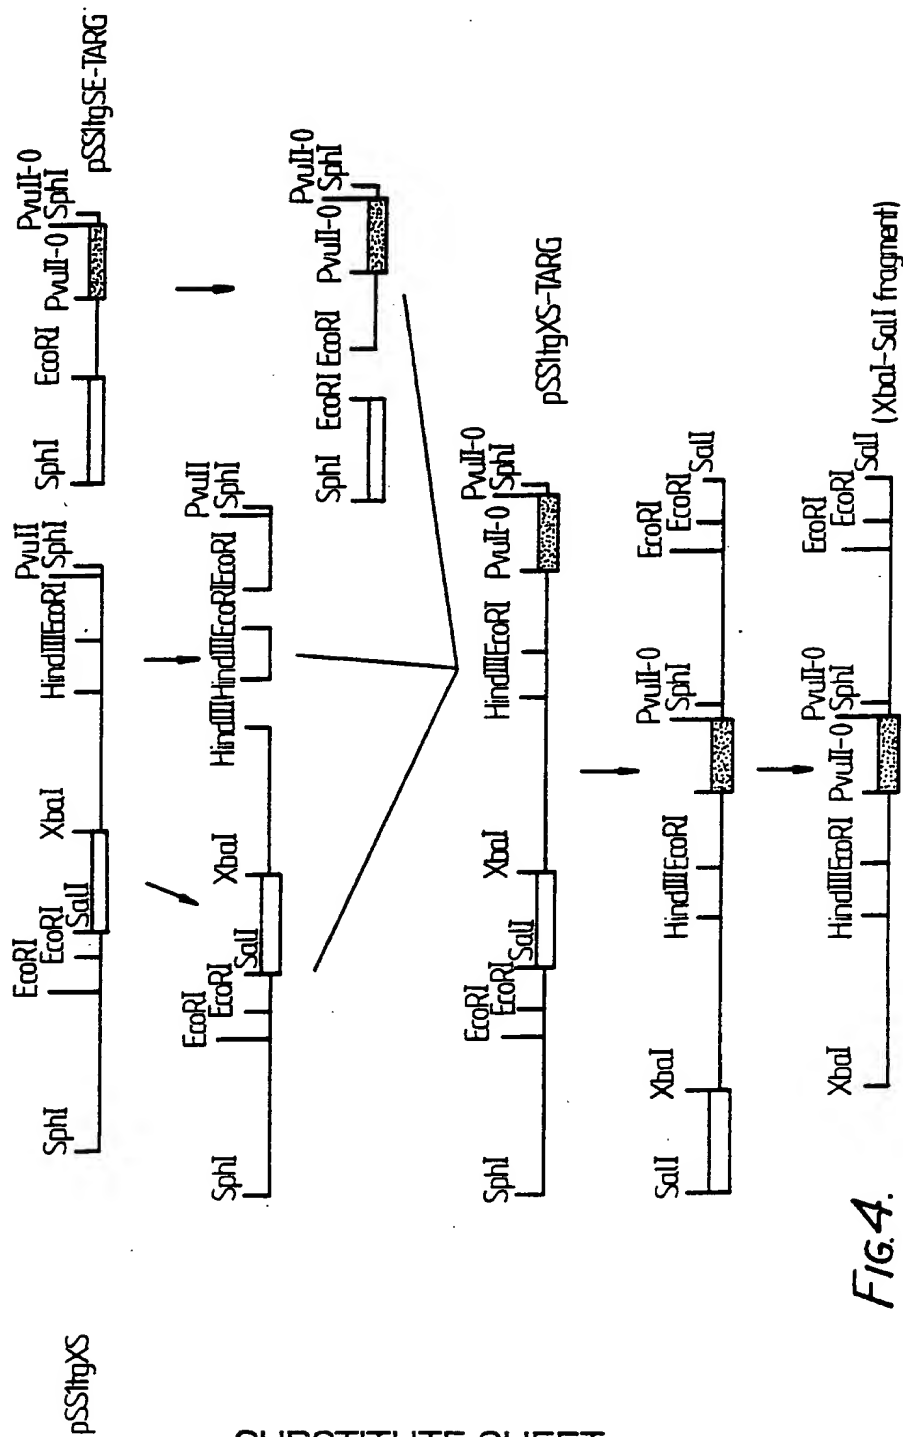 pSS1tgXS
SphI EcoRI EcoRI SalI XbaI HindIII EcoRI PvuII SphI
SphI EcoRI PvuII-0 PvuII-0 SphI
pSS1tgSE-TARG
SphI EcoRI EcoRI SalI XbaI HindIII HindIII EcoRI EcoRI PvuII SphI
SphI EcoRI EcoRI PvuII-0 PvuII-0 SphI
SphI EcoRI EcoRI SalI XbaI HindIII EcoRI PvuII-0 PvuII-0 SphI
pSS1tgXS-TARG
SalI XbaI HindIII EcoRI PvuII-0 SphI EcoRI EcoRI SalI
XbaI HindIII EcoRI PvuII-0 PvuII-0 SphI EcoRI EcoRI SalI
(XbaI-SalI fragment)
FIG. 4.
SUBSTITUTE SHEET